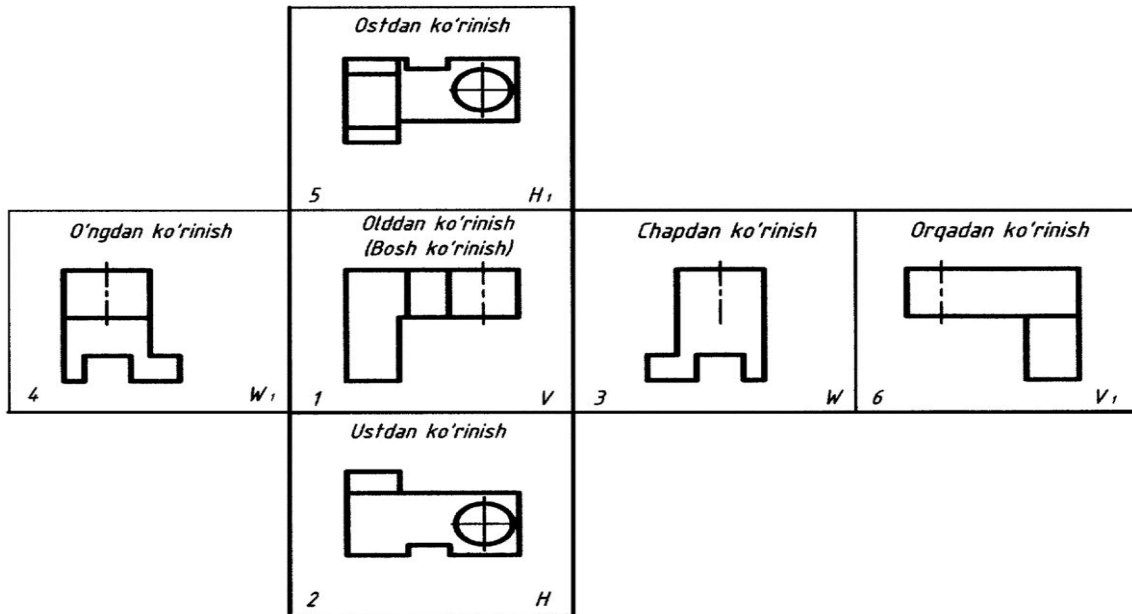 Ostdan ko'rinish
5 H₁
O'ngdan ko'rinish
4 W₁
Olddan ko'rinish
(Bosh ko'rinish)
1 V
Chapdan ko'rinish
3 W
Orqadan ko'rinish
6 V₁
Ustdan ko'rinish
2 H